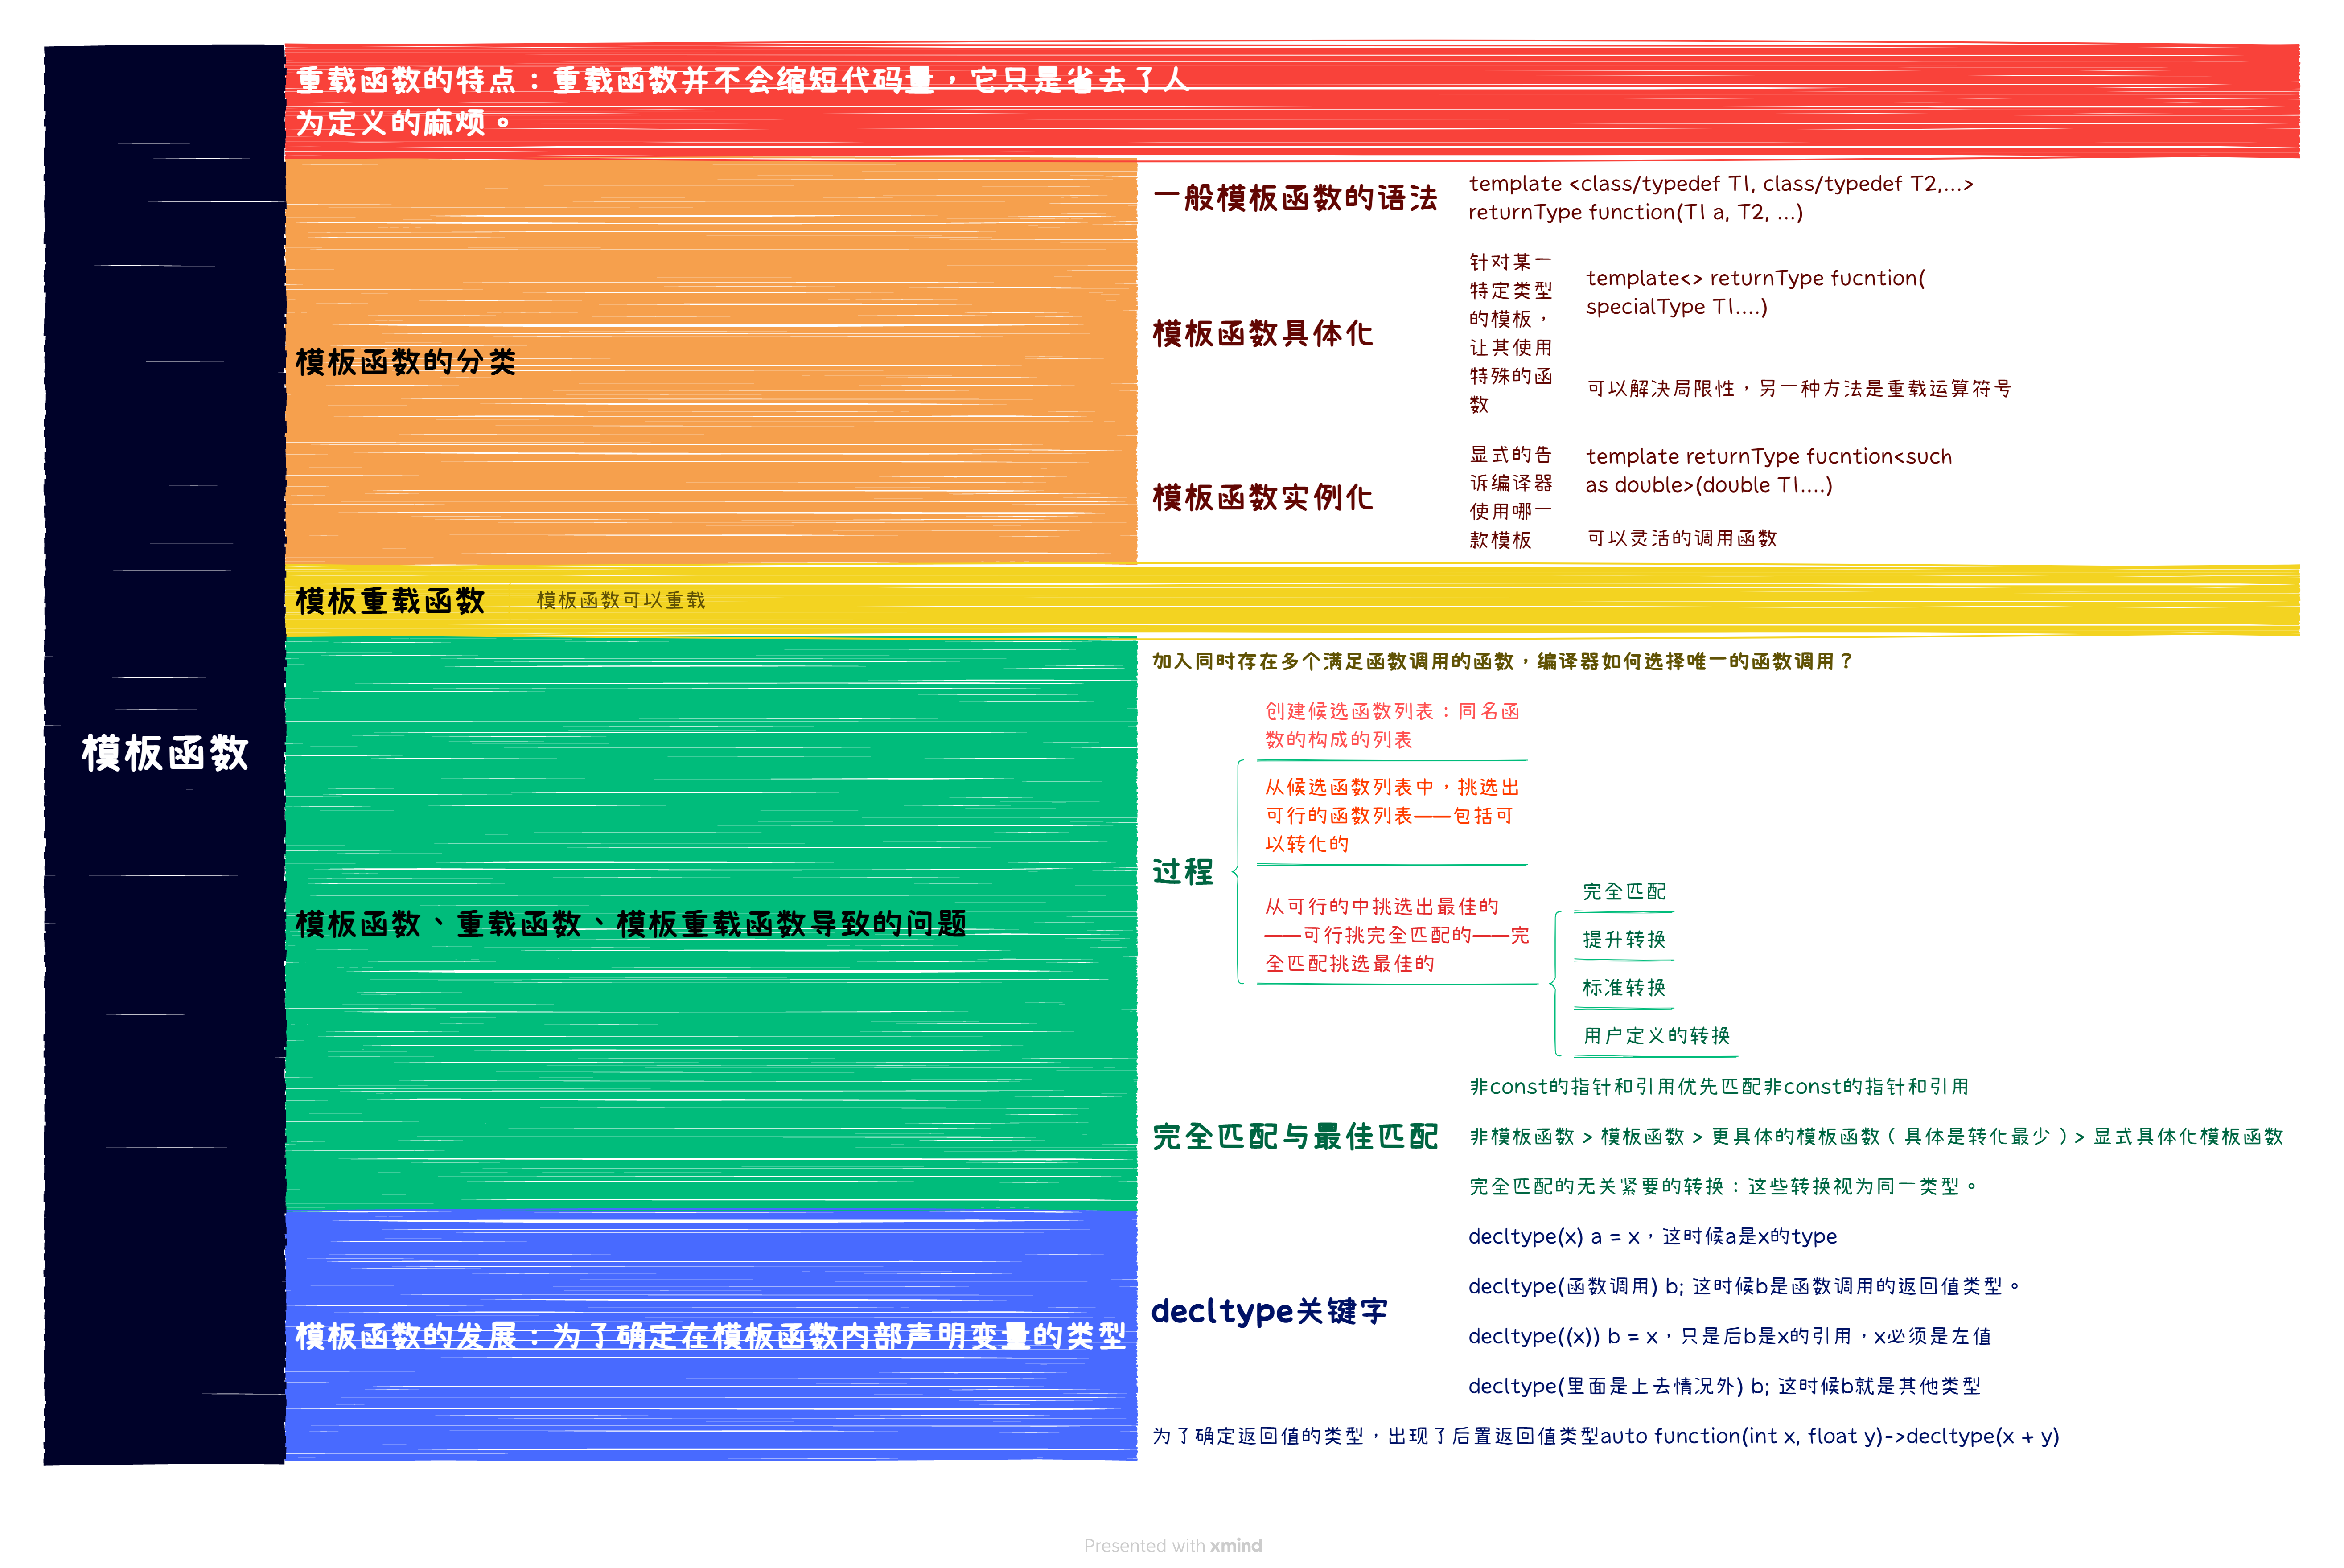 重载函数的特点：重载函数并不会缩短代码量，它只是省去了人
为定义的麻烦。
模板函数
模板函数的分类
一般模板函数的语法
template <class/typedef T1, class/typedef T2,...>
returnType function(T1 a, T2, ...)
模板函数具体化
针对某一
特定类型
的模板，
让其使用
特殊的函
数
template<> returnType fucntion(
specialType T1....)
可以解决局限性，另一种方法是重载运算符号
模板函数实例化
显式的告
诉编译器
使用哪一
款模板
template returnType fucntion<such
as double>(double T1....)
可以灵活的调用函数
模板重载函数
模板函数可以重载
模板函数、重载函数、模板重载函数导致的问题
加入同时存在多个满足函数调用的函数，编译器如何选择唯一的函数调用？
过程
创建候选函数列表：同名函
数的构成的列表
从候选函数列表中，挑选出
可行的函数列表——包括可
以转化的
从可行的中挑选出最佳的
——可行挑完全匹配的——完
全匹配挑选最佳的
完全匹配
提升转换
标准转换
用户定义的转换
完全匹配与最佳匹配
非const的指针和引用优先匹配非const的指针和引用
非模板函数 > 模板函数 > 更具体的模板函数（具体是转化最少）> 显式具体化模板函数
完全匹配的无关紧要的转换：这些转换视为同一类型。
模板函数的发展：为了确定在模板函数内部声明变量的类型
decltype关键字
decltype(x) a = x，这时候a是x的type
decltype(函数调用) b; 这时候b是函数调用的返回值类型。
decltype((x)) b = x，只是后b是x的引用，x必须是左值
decltype(里面是上去情况外) b; 这时候b就是其他类型
为了确定返回值的类型，出现了后置返回值类型auto function(int x, float y)->decltype(x + y)
Presented with xmind